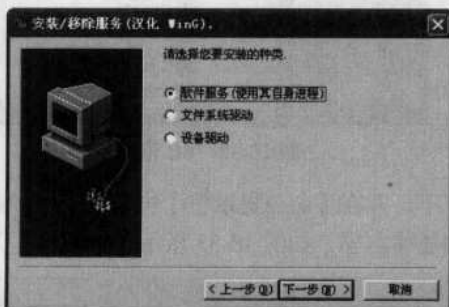 安装/移除服务(汉化 WinG).
请选择您要安装的种类.
软件服务(使用其自身进程)
文件系统驱动
设备驱动
< 上一步(B) 下一步(N) > 取消